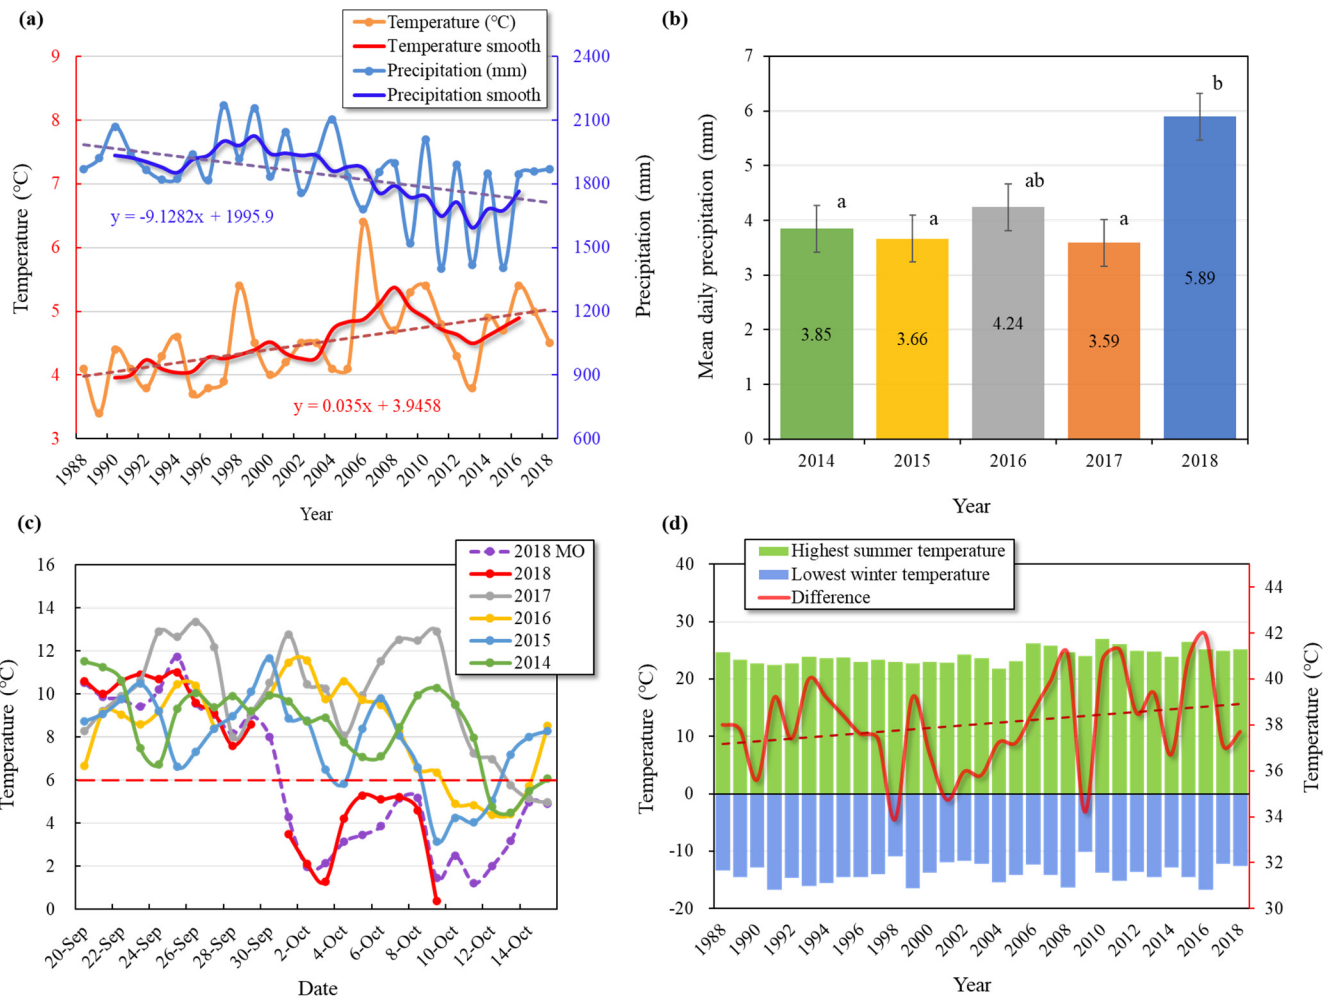 (a)
Temperature (℃)
Temperature smooth
Precipitation (mm)
Precipitation smooth
9
8
7
6
5
4
3
Temperature (℃)
2400
2100
1800
1500
1200
900
600
Precipitation (mm)
y = -9.1282x + 1995.9
y = 0.035x + 3.9458
1988 1990 1992 1994 1996 1998 2000 2002 2004 2006 2008 2010 2012 2014 2016 2018
Year
(b)
7
6
5
4
3
2
1
0
Mean daily precipitation (mm)
a a ab a b
3.85 3.66 4.24 3.59 5.89
2014 2015 2016 2017 2018
Year
(c)
2018 MO
2018
2017
2016
2015
2014
16
14
12
10
8
6
4
2
0
Temperature (℃)
20-Sep 22-Sep 24-Sep 26-Sep 28-Sep 30-Sep 2-Oct 4-Oct 6-Oct 8-Oct 10-Oct 12-Oct 14-Oct
Date
(d)
Highest summer temperature
Lowest winter temperature
Difference
40
30
20
10
0
-10
-20
Temperature (℃)
44
42
40
38
36
34
32
30
Temperature (℃)
1988 1990 1992 1994 1996 1998 2000 2002 2004 2006 2008 2010 2012 2014 2016 2018
Year